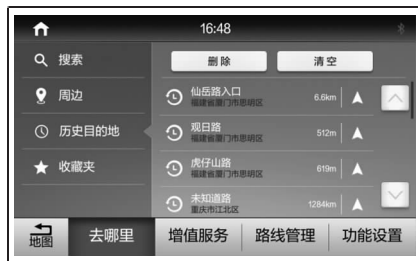 16:48
搜索
周边
历史目的地
收藏夹
删除
清空
仙岳路入口
福建省厦门市思明区
6.6km
观日路
福建省厦门市思明区
512m
虎仔山路
福建省厦门市思明区
619m
未知道路
重庆市江北区
1284km
地图
去哪里
增值服务
路线管理
功能设置